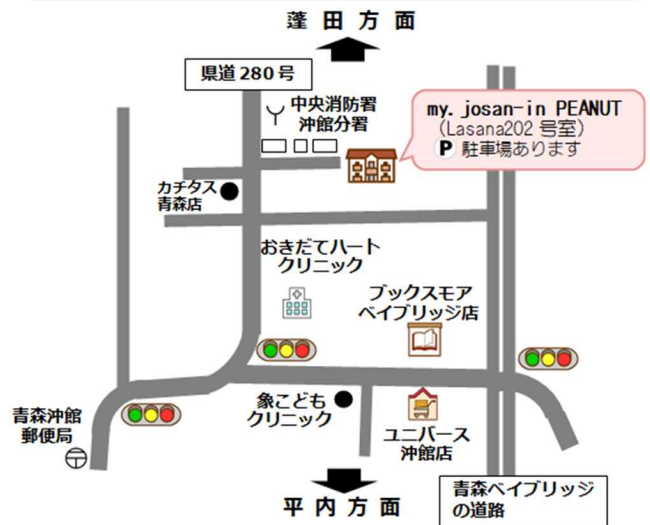 蓬田方面
県道280号
中央消防署
沖館分署
my. josan-in PEANUT
（Lasana202 号室）
P 駐車場あります
カチタス
青森店
おきだてハート
クリニック
ブックスモア
ベイブリッジ店
象こども
クリニック
青森沖館
郵便局
ユニバース
沖館店
平内方面
青森ベイブリッジ
の道路